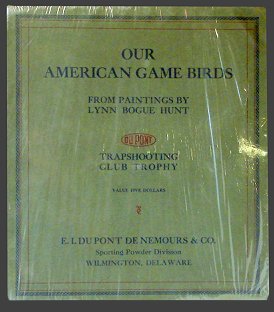 OUR
AMERICAN GAME BIRDS
FROM PAINTINGS BY
LYNN BOGUE HUNT
DU PONT
TRAPSHOOTING
CLUB TROPHY
VALUE FIVE DOLLARS
E. I. DU PONT DE NEMOURS & CO.
Sporting Powder Division
WILMINGTON, DELAWARE